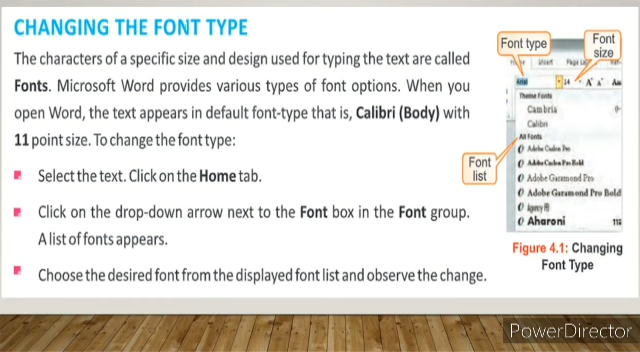 CHANGING THE FONT TYPE
The characters of a specific size and design used for typing the text are called
Fonts. Microsoft Word provides various types of font options. When you
open Word, the text appears in default font-type that is, Calibri (Body) with
11 point size. To change the font type:
Select the text. Click on the Home tab.
Click on the drop-down arrow next to the Font box in the Font group.
A list of fonts appears.
Choose the desired font from the displayed font list and observe the change.
Font type
Font
size
Insert
Arial
14
Theme Fonts
Cambria
Calibri
All Fonts
Adobe Caslon Pro
Adobe Caslon Pro Bold
Adobe Garamond Pro
Adobe Garamond Pro Bold
Agency FB
Aharoni
Font
list
Figure 4.1: Changing
Font Type
PowerDirector